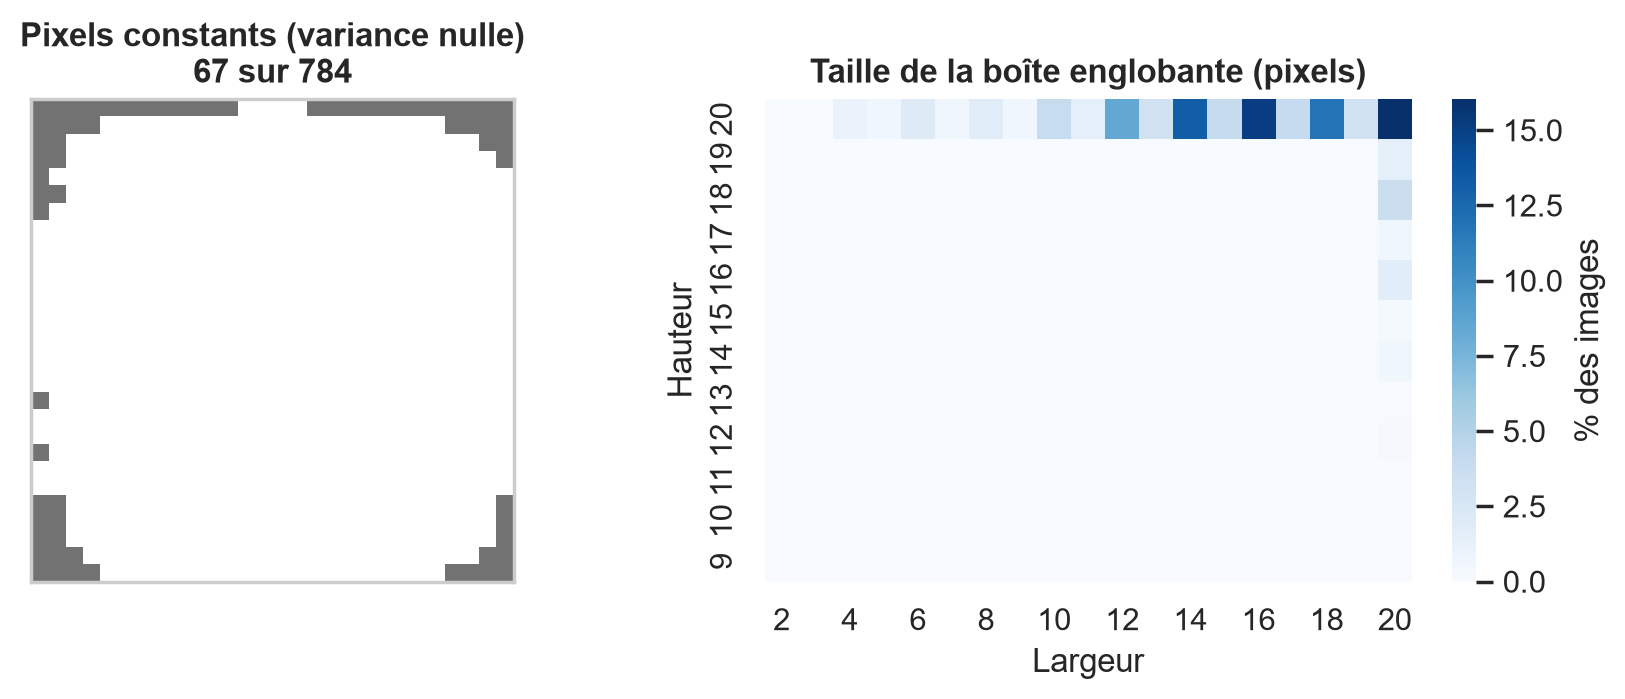 Pixels constants (variance nulle)
67 sur 784
Taille de la boîte englobante (pixels)
Hauteur
20
19
18
17
16
15
14
13
12
11
10
9
2 4 6 8 10 12 14 16 18 20
Largeur
15.0
12.5
10.0
7.5
5.0
2.5
0.0
% des images